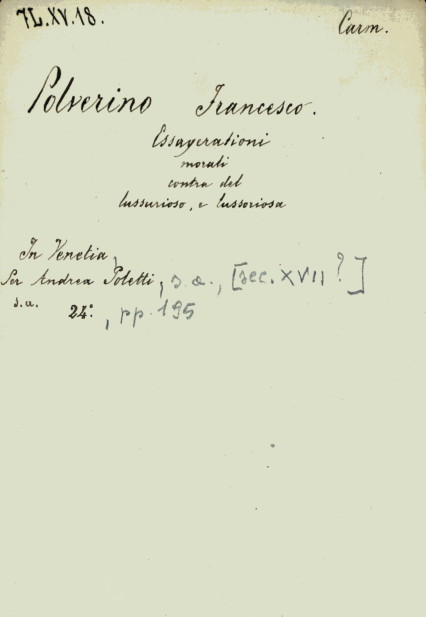 7L.XV.18.
Carm.
Polverino Francesco.
Essagerationi
morali
contra del
lussurioso, e lussoriosa
In Venetia,
Per Andrea Poletti, s.a., [sec. XVII?]
s.a.
24°, pp. 195